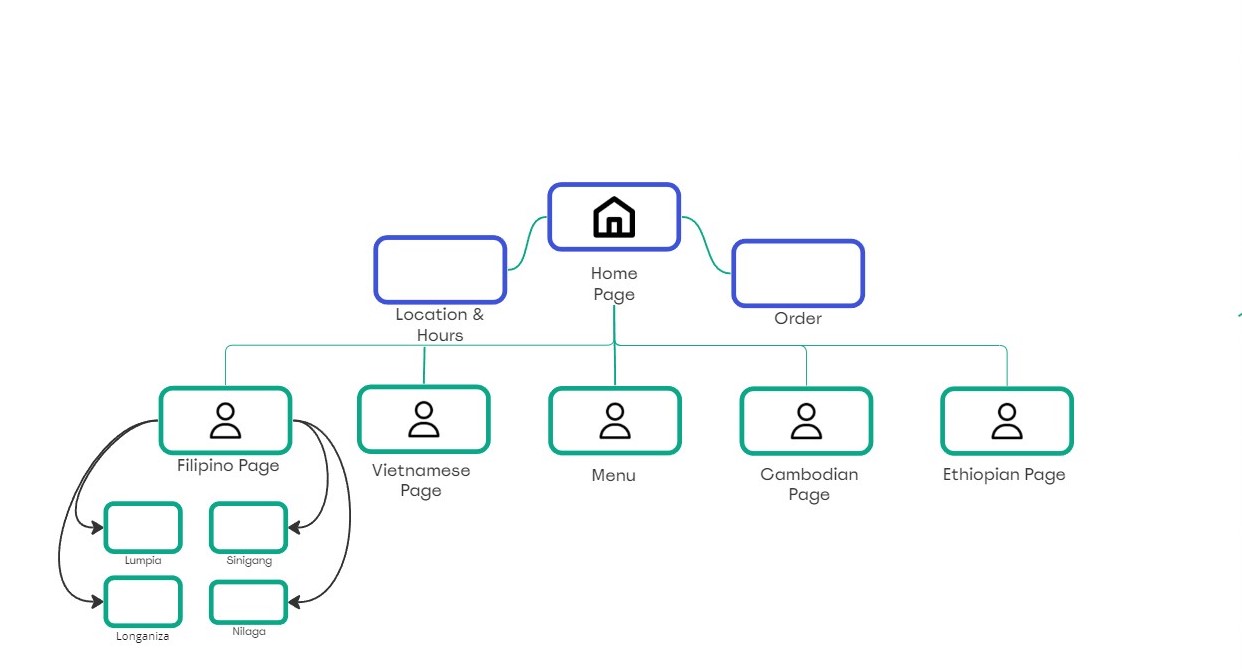 Home
Page
Location &
Hours
Order
Filipino Page
Vietnamese
Page
Menu
Cambodian
Page
Ethiopian Page
Lumpia
Sinigang
Longaniza
Nilaga